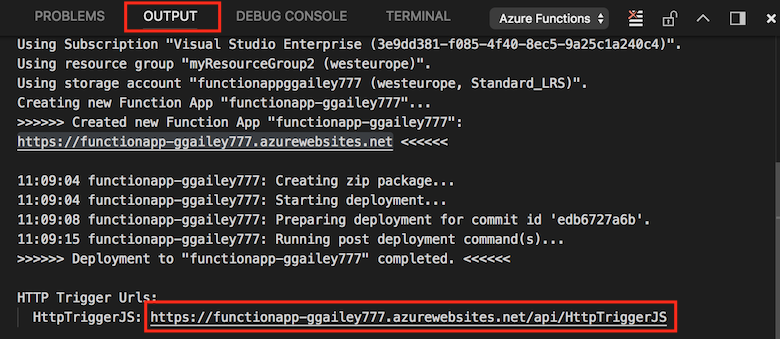 PROBLEMS OUTPUT DEBUG CONSOLE TERMINAL Azure Functions
Using Subscription "Visual Studio Enterprise (3e9dd381-f085-4f40-8ec5-9a25c1a240c4)".
Using resource group "myResourceGroup2 (westeurope)".
Using storage account "functionappggailey777 (westeurope, Standard_LRS)".
Creating new Function App "functionapp-ggailey777"...
>>>>>> Created new Function App "functionapp-ggailey777":
https://functionapp-ggailey777.azurewebsites.net <<<<<<
11:09:04 functionapp-ggailey777: Creating zip package...
11:09:04 functionapp-ggailey777: Starting deployment...
11:09:08 functionapp-ggailey777: Preparing deployment for commit id 'edb6727a6b'.
11:09:15 functionapp-ggailey777: Running post deployment command(s)...
>>>>>> Deployment to "functionapp-ggailey777" completed. <<<<<<
HTTP Trigger Urls:
HttpTriggerJS: https://functionapp-ggailey777.azurewebsites.net/api/HttpTriggerJS